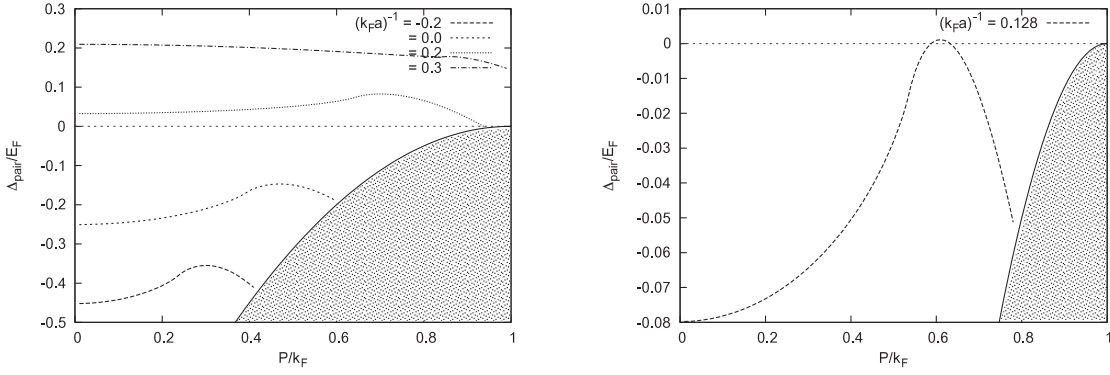 (k_F a)^{-1} = -0.2
= 0.0
= 0.2
= 0.3
0.3
0.2
0.1
0
-0.1
-0.2
-0.3
-0.4
-0.5
Δ_pair/E_F
0 0.2 0.4 0.6 0.8 1
P/k_F
(k_F a)^{-1} = 0.128
0.01
0
-0.01
-0.02
-0.03
-0.04
-0.05
-0.06
-0.07
-0.08
Δ_pair/E_F
0 0.2 0.4 0.6 0.8 1
P/k_F